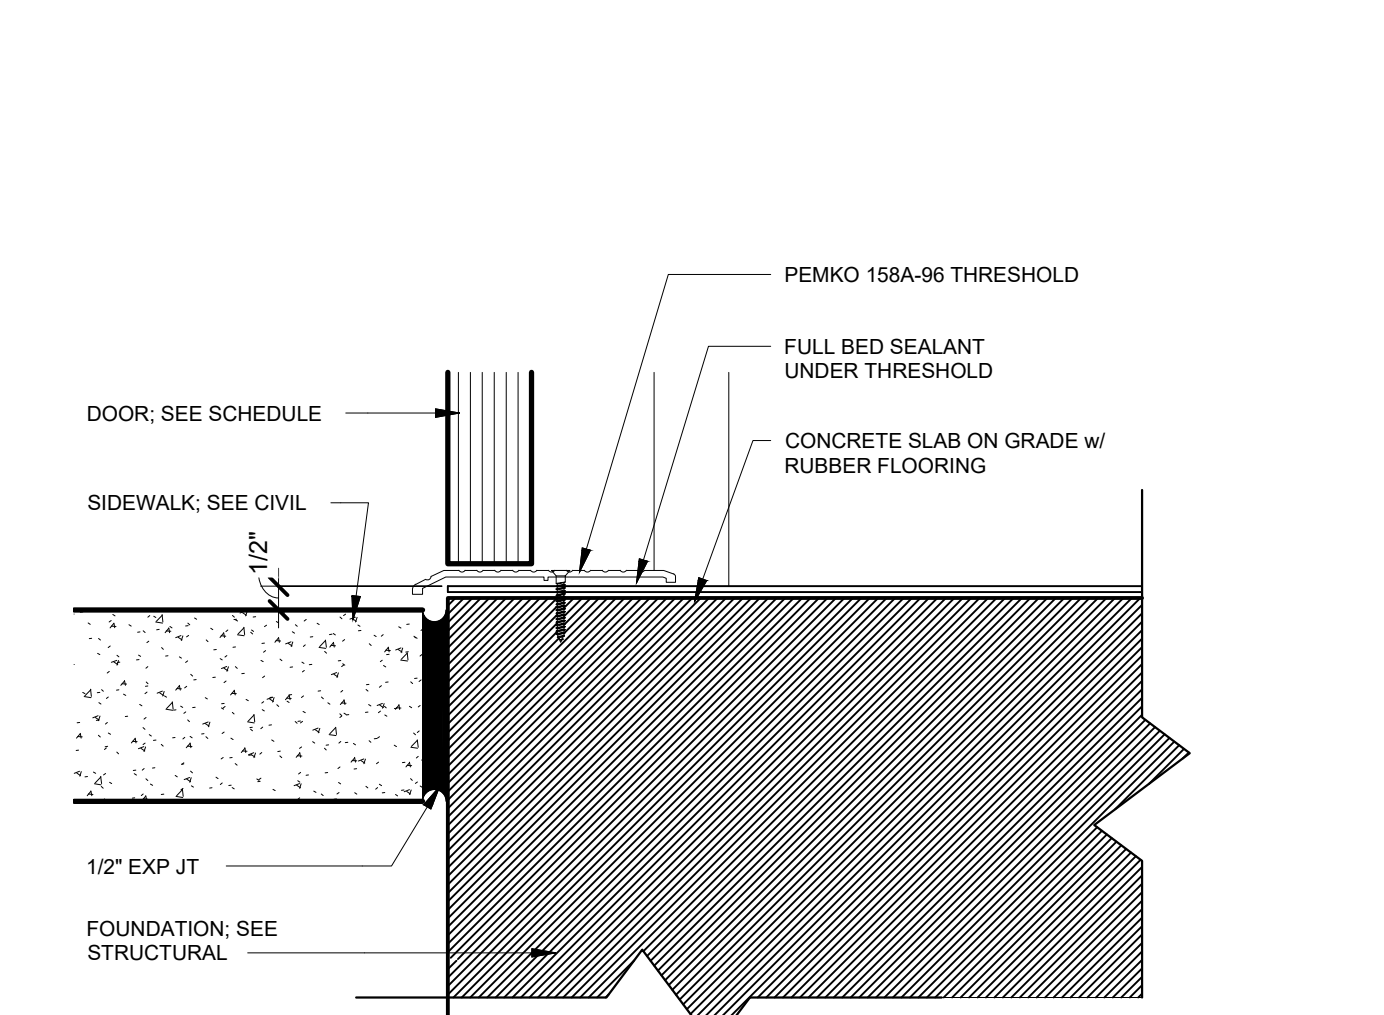 PEMKO 158A-96 THRESHOLD
FULL BED SEALANT
UNDER THRESHOLD
DOOR; SEE SCHEDULE
CONCRETE SLAB ON GRADE w/
RUBBER FLOORING
SIDEWALK; SEE CIVIL
1/2"
1/2" EXP JT
FOUNDATION; SEE
STRUCTURAL